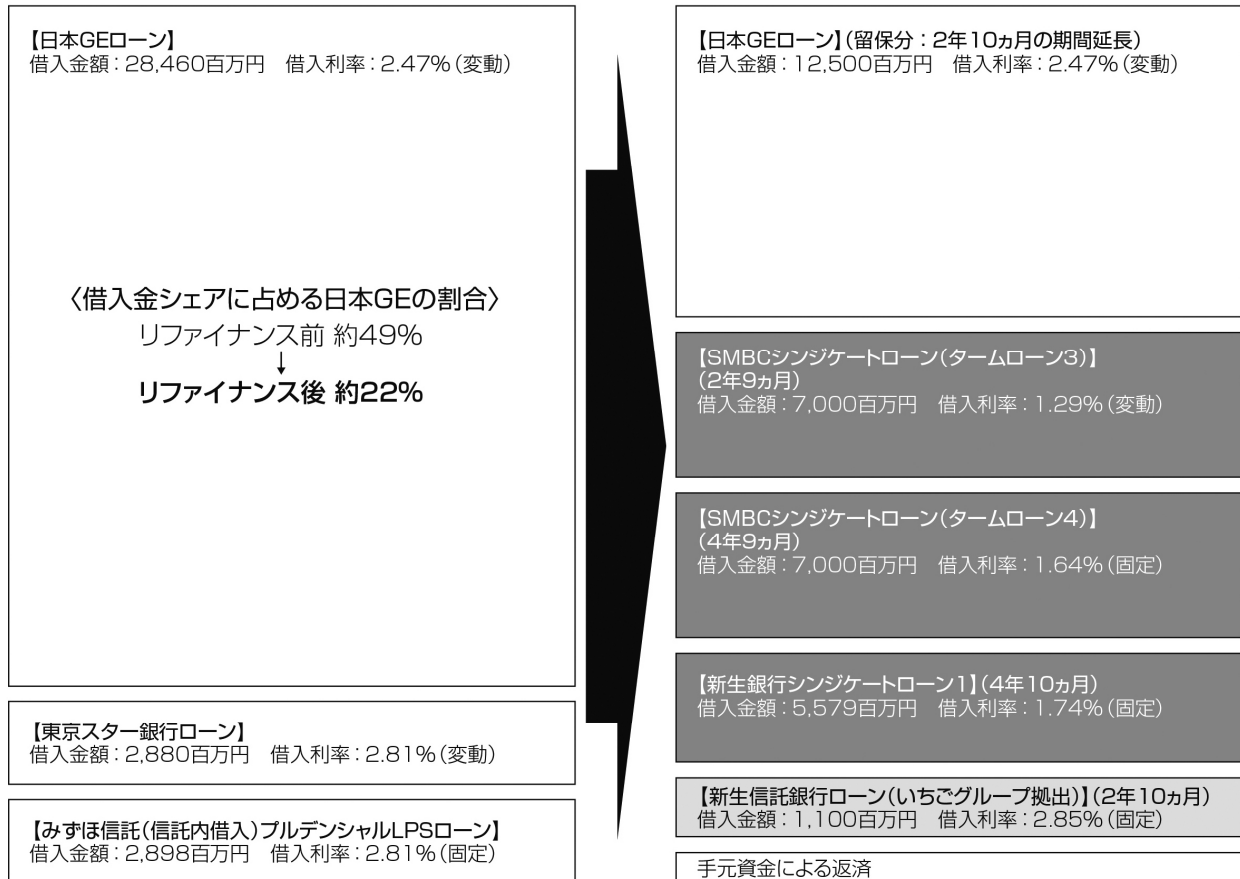 【日本GEローン】
借入金額：28,460百万円　借入利率：2.47%（変動）
〈借入金シェアに占める日本GEの割合〉
リファイナンス前 約49%
↓
リファイナンス後 約22%
【東京スター銀行ローン】
借入金額：2,880百万円　借入利率：2.81%（変動）
【みずほ信託（信託内借入）プルデンシャルLPSローン】
借入金額：2,898百万円　借入利率：2.81%（固定）
【日本GEローン】（留保分：2年10ヵ月の期間延長）
借入金額：12,500百万円　借入利率：2.47%（変動）
【SMBCシンジケートローン（タームローン3）】
（2年9ヵ月）
借入金額：7,000百万円　借入利率：1.29%（変動）
【SMBCシンジケートローン（タームローン4）】
（4年9ヵ月）
借入金額：7,000百万円　借入利率：1.64%（固定）
【新生銀行シンジケートローン1】（4年10ヵ月）
借入金額：5,579百万円　借入利率：1.74%（固定）
【新生信託銀行ローン（いちごグループ拠出）】（2年10ヵ月）
借入金額：1,100百万円　借入利率：2.85%（固定）
手元資金による返済